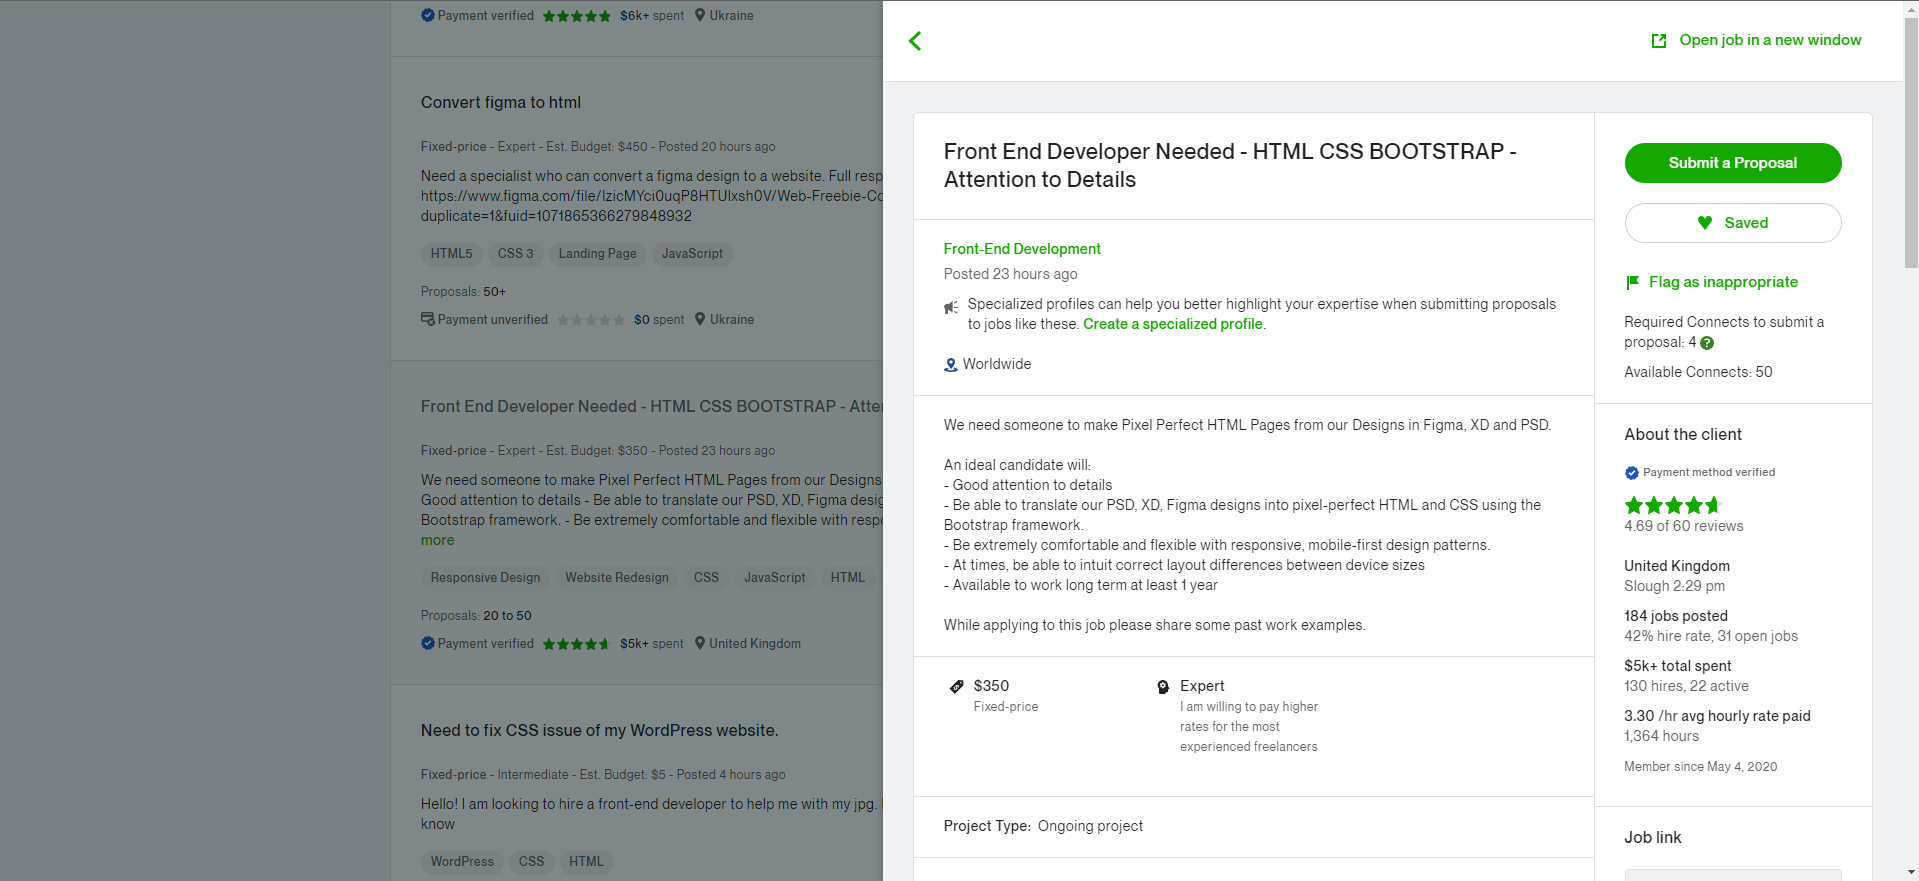 Payment verified $6k+ spent Ukraine
Convert figma to html
Fixed-price - Expert - Est. Budget: $450 - Posted 20 hours ago
Need a specialist who can convert a figma design to a website. Full resp
https://www.figma.com/file/IzicMYci0uqP8HTUIxsh0V/Web-Freebie-Co
duplicate=1&fuid=1071865366279848932
HTML5 CSS 3 Landing Page JavaScript
Proposals: 50+
Payment unverified $0 spent Ukraine
Front End Developer Needed - HTML CSS BOOTSTRAP - Atte
Fixed-price - Expert - Est. Budget: $350 - Posted 23 hours ago
We need someone to make Pixel Perfect HTML Pages from our Designs
Good attention to details - Be able to translate our PSD, XD, Figma desig
Bootstrap framework. - Be extremely comfortable and flexible with resp
more
Responsive Design Website Redesign CSS JavaScript HTML
Proposals: 20 to 50
Payment verified $5k+ spent United Kingdom
Need to fix CSS issue of my WordPress website.
Fixed-price - Intermediate - Est. Budget: $5 - Posted 4 hours ago
Hello! I am looking to hire a front-end developer to help me with my jpg.
know
WordPress CSS HTML
Open job in a new window
Front End Developer Needed - HTML CSS BOOTSTRAP -
Attention to Details
Front-End Development
Posted 23 hours ago
Specialized profiles can help you better highlight your expertise when submitting proposals
to jobs like these. Create a specialized profile.
Worldwide
We need someone to make Pixel Perfect HTML Pages from our Designs in Figma, XD and PSD.
An ideal candidate will:
- Good attention to details
- Be able to translate our PSD, XD, Figma designs into pixel-perfect HTML and CSS using the
Bootstrap framework.
- Be extremely comfortable and flexible with responsive, mobile-first design patterns.
- At times, be able to intuit correct layout differences between device sizes
- Available to work long term at least 1 year
While applying to this job please share some past work examples.
$350
Fixed-price
Expert
I am willing to pay higher
rates for the most
experienced freelancers
Project Type: Ongoing project
Submit a Proposal
Saved
Flag as inappropriate
Required Connects to submit a
proposal: 4 ?
Available Connects: 50
About the client
Payment method verified
4.69 of 60 reviews
United Kingdom
Slough 2:29 pm
184 jobs posted
42% hire rate, 31 open jobs
$5k+ total spent
130 hires, 22 active
3.30 /hr avg hourly rate paid
1,364 hours
Member since May 4, 2020
Job link